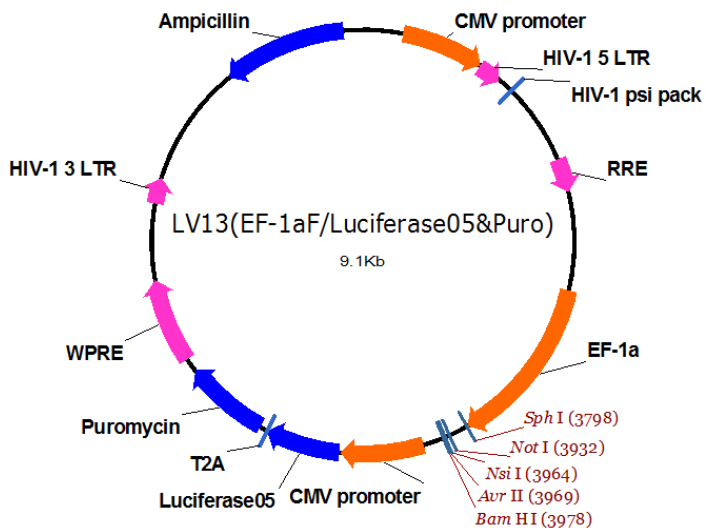 Ampicillin
CMV promoter
HIV-1 5 LTR
HIV-1 psi pack
RRE
HIV-1 3 LTR
LV13(EF-1aF/Luciferase05&Puro)
9.1Kb
EF-1a
WPRE
Sph I (3798)
Puromycin
Not I (3932)
T2A
Nsi I (3964)
Luciferase05
CMV promoter
Avr II (3969)
Bam HI (3978)